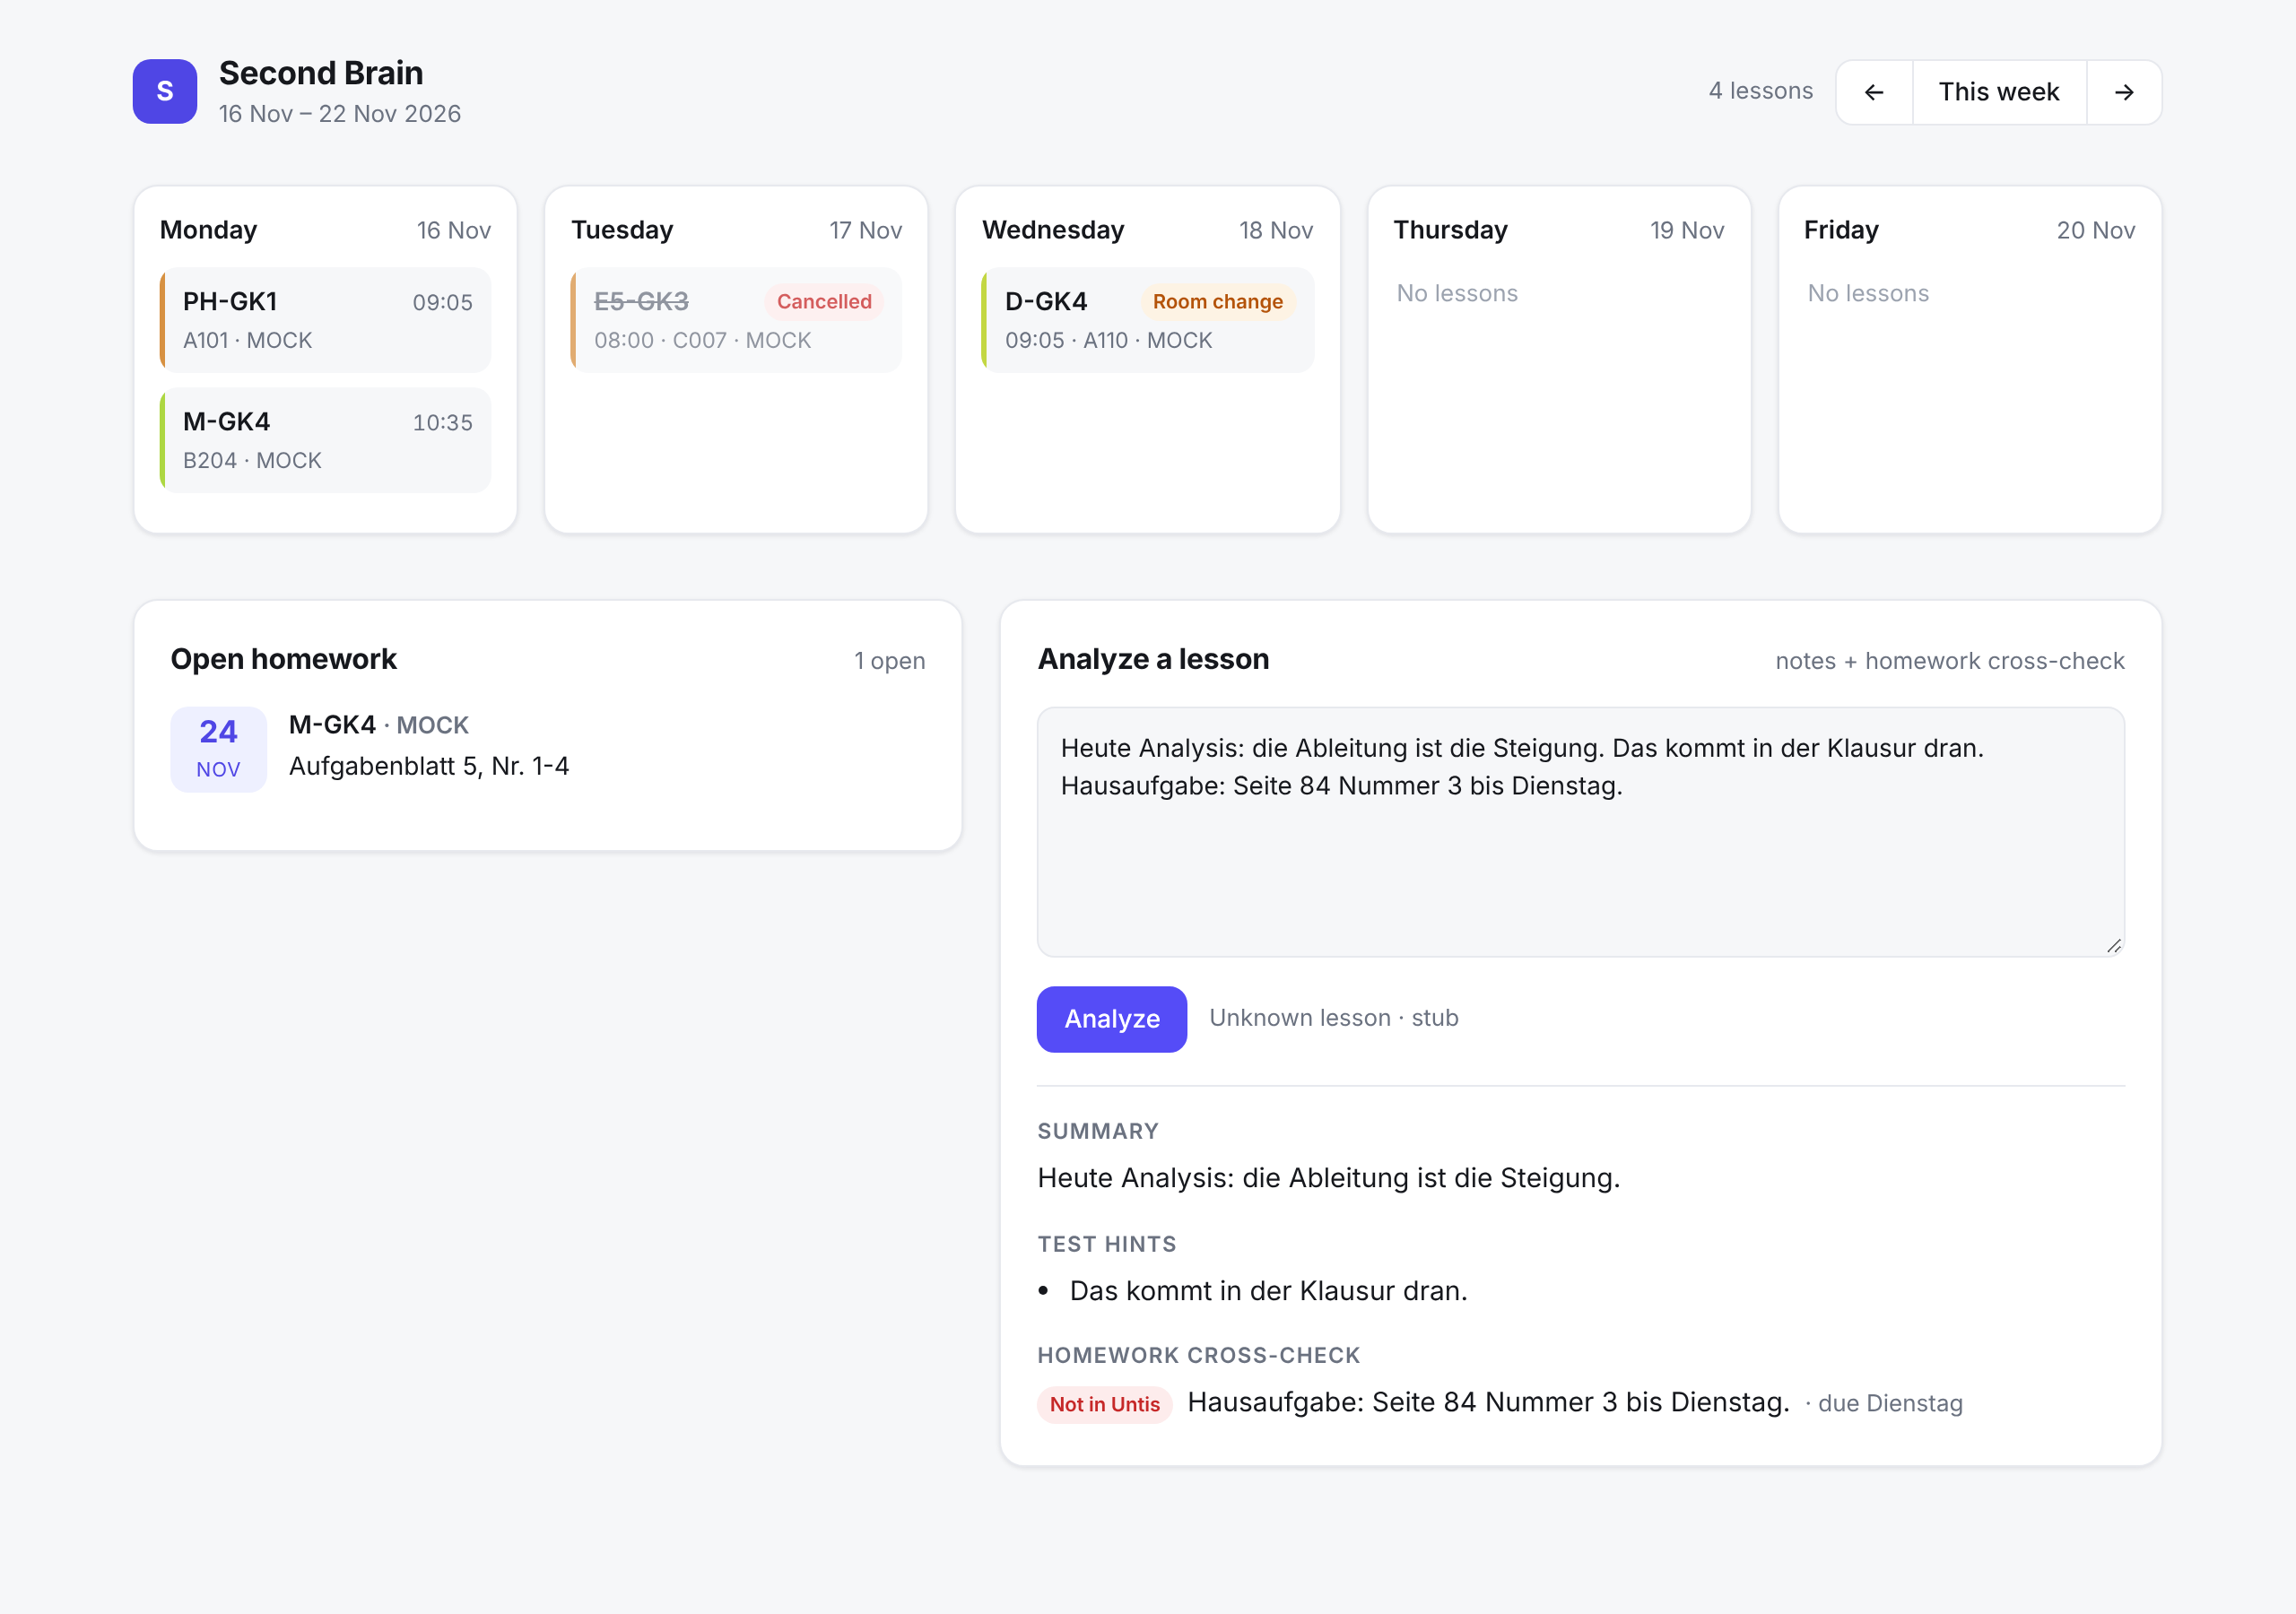 S
Second Brain
16 Nov – 22 Nov 2026
4 lessons
←
This week
→
Monday
16 Nov
PH-GK1
09:05
A101 · MOCK
M-GK4
10:35
B204 · MOCK
Tuesday
17 Nov
E5-GK3
Cancelled
08:00 · C007 · MOCK
Wednesday
18 Nov
D-GK4
Room change
09:05 · A110 · MOCK
Thursday
19 Nov
No lessons
Friday
20 Nov
No lessons
Open homework
1 open
24
NOV
M-GK4 · MOCK
Aufgabenblatt 5, Nr. 1-4
Analyze a lesson
notes + homework cross-check
Heute Analysis: die Ableitung ist die Steigung. Das kommt in der Klausur dran.
Hausaufgabe: Seite 84 Nummer 3 bis Dienstag.
Analyze
Unknown lesson · stub
SUMMARY
Heute Analysis: die Ableitung ist die Steigung.
TEST HINTS
• Das kommt in der Klausur dran.
HOMEWORK CROSS-CHECK
Not in Untis Hausaufgabe: Seite 84 Nummer 3 bis Dienstag. · due Dienstag